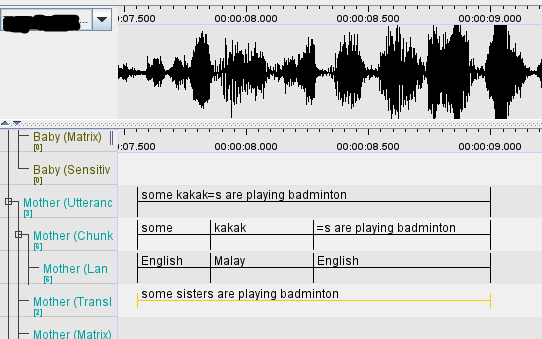 0:07.500 00:00:08.000 00:00:08.500 00:00:09.000
0:07.500 00:00:08.000 00:00:08.500 00:00:09.000
Baby (Matrix)
[0]
Baby (Sensitiv
[0]
Mother (Utteranc
[3]
some kakak=s are playing badminton
Mother (Chunk
[6]
some kakak =s are playing badminton
Mother (Lan
[6]
English Malay English
Mother (Transl
[2]
some sisters are playing badminton
Mother (Matrix)